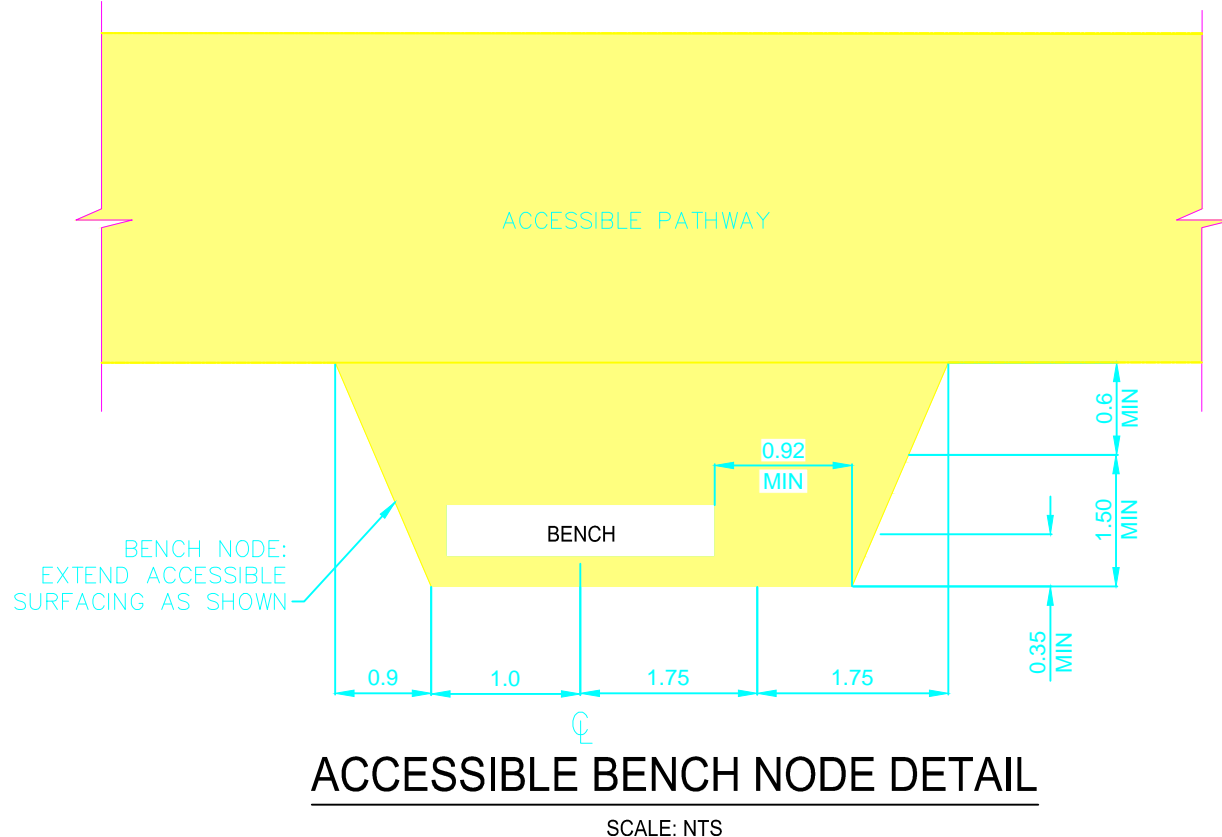 ACCESSIBLE PATHWAY
0.6
MIN
0.92
MIN
1.50
MIN
BENCH
BENCH NODE:
EXTEND ACCESSIBLE
SURFACING AS SHOWN
0.35
MIN
0.9
1.0
1.75
1.75
℄
ACCESSIBLE BENCH NODE DETAIL
SCALE: NTS